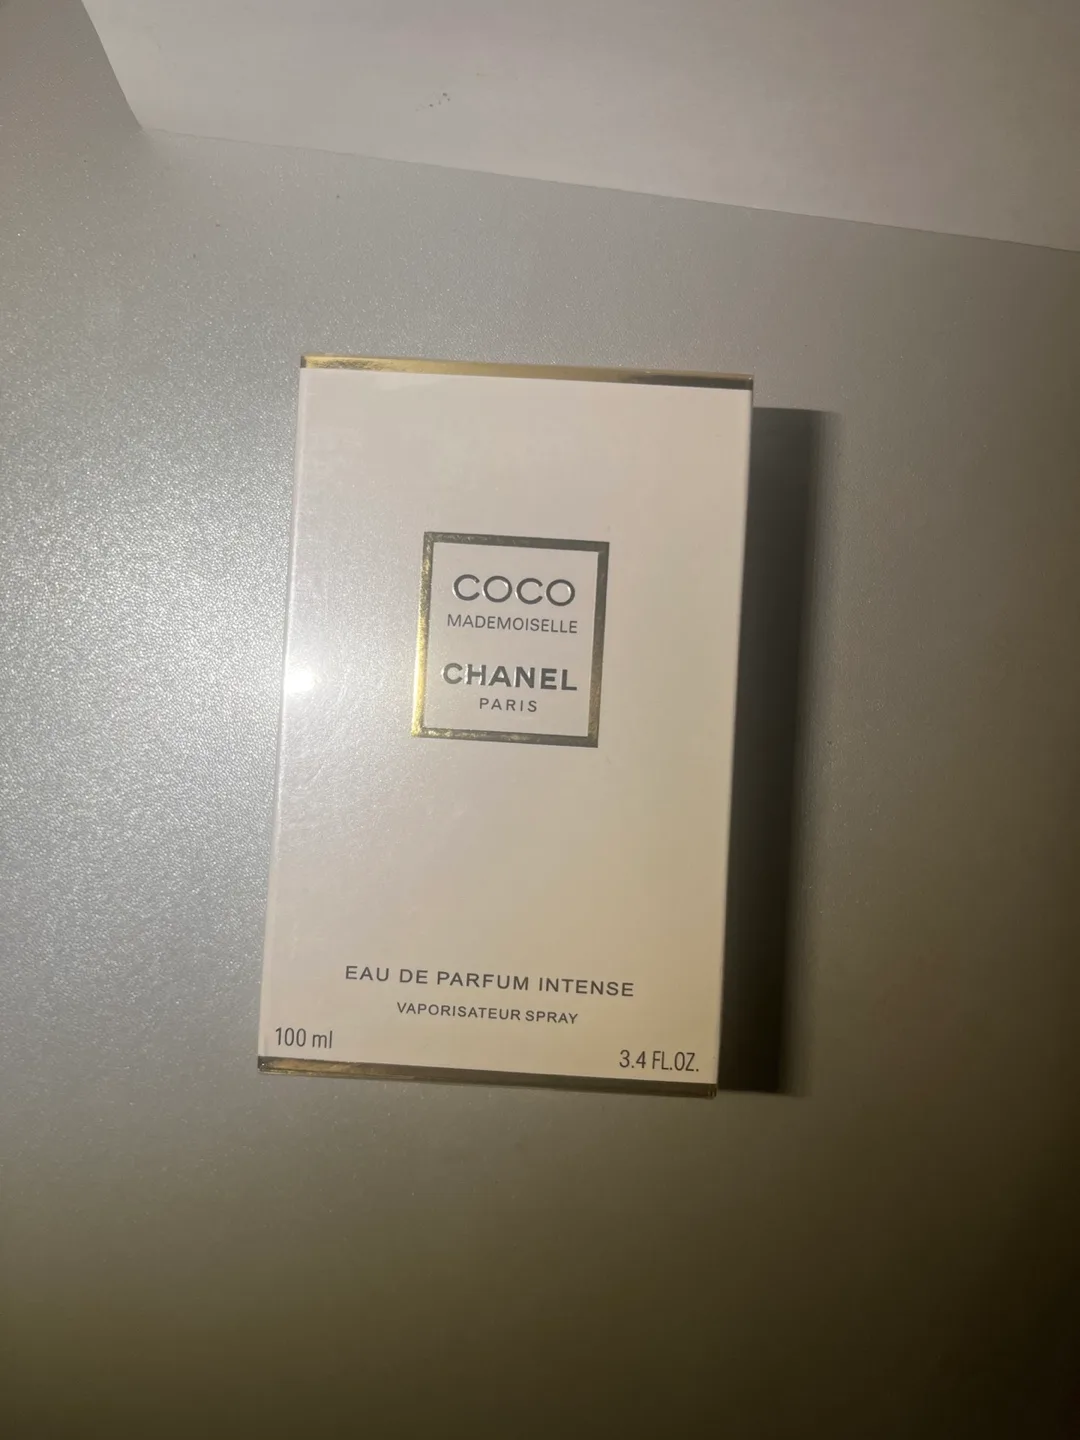 COCO
MADEMOISELLE
CHANEL
PARIS
EAU DE PARFUM INTENSE
VAPORISATEUR SPRAY
100 ml
3.4 FL.OZ.